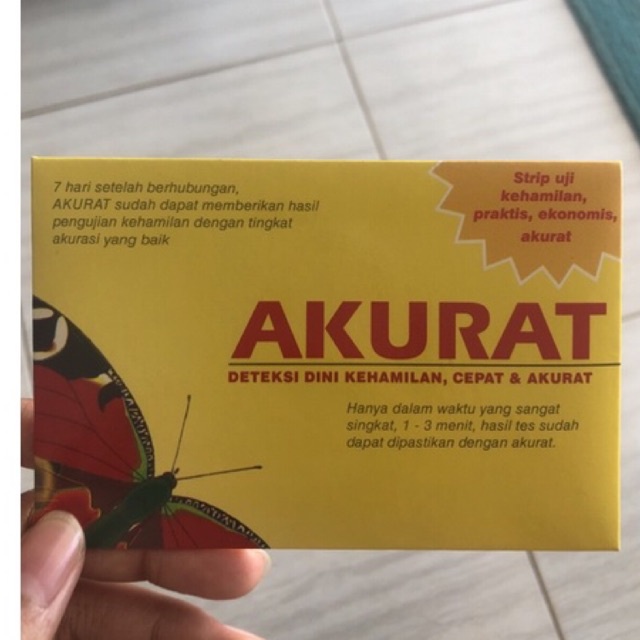 7 hari setelah berhubungan,
AKURAT sudah dapat memberikan hasil
pengujian kehamilan dengan tingkat
akurasi yang baik
Strip uji
kehamilan,
praktis, ekonomis,
akurat
AKURAT
DETEKSI DINI KEHAMILAN, CEPAT & AKURAT
Hanya dalam waktu yang sangat
singkat, 1 - 3 menit, hasil tes sudah
dapat dipastikan dengan akurat.